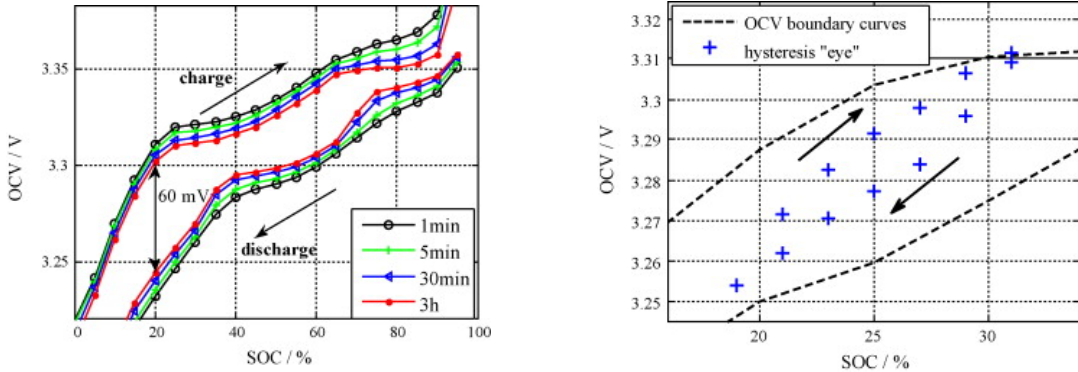 OCV / V
3.35
3.3
3.25
charge
60 mV
discharge
1min
5min
30min
3h
0 20 40 60 80 100
SOC / %
OCV / V
3.32
3.31
3.3
3.29
3.28
3.27
3.26
3.25
OCV boundary curves
hysteresis "eye"
20 25 30
SOC / %